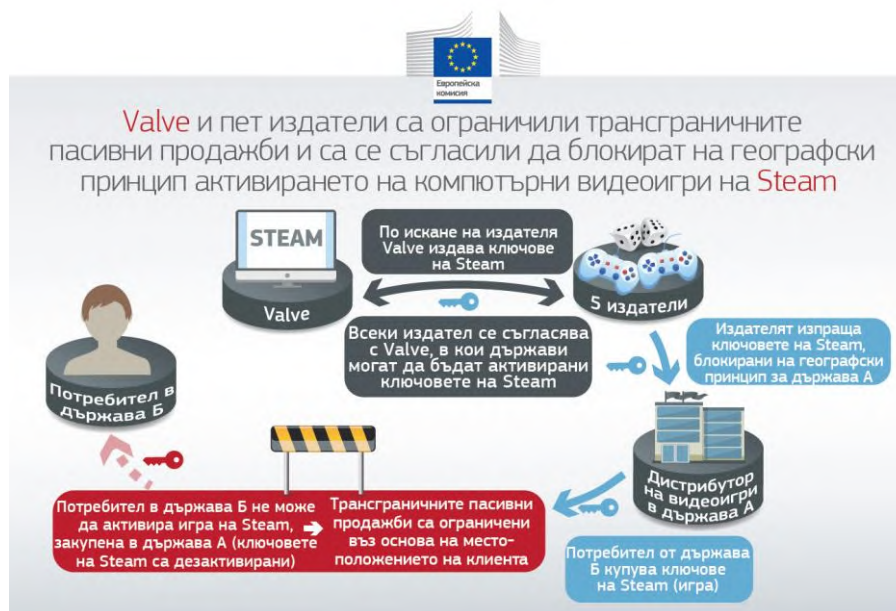 Европейска
комисия
Valve и пет издатели са ограничили трансграничните
пасивни продажби и са се съгласили да блокират на географски
принцип активирането на компютърни видеоигри на Steam
STEAM
Valve
По искане на издателя
Valve издава ключове
на Steam
5 издатели
Всеки издател се съгласява
с Valve, в кои държави
могат да бъдат активирани
ключовете на Steam
Издателят изпраща
ключовете на Steam,
блокирани на географски
принцип за държава А
Потребител в
държава Б
Дистрибутор
на видеоигри
в държава А
Потребител в държава Б не може
да активира игра на Steam,
закупена в държава А (ключовете
на Steam са дезактивирани)
Трансграничните пасивни
продажби са ограничени
въз основа на место-
положението на клиента
Потребител от държава
Б купува ключове
на Steam (игра)